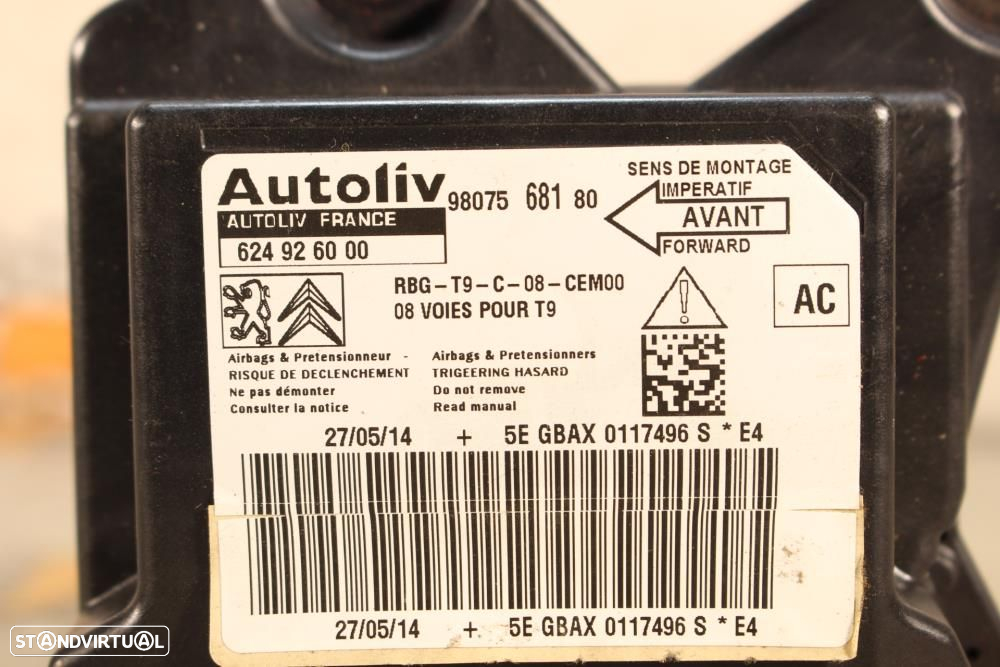 Autoliv 98075 681 80
AUTOLIV FRANCE
624 92 60 00
SENS DE MONTAGE
IMPERATIF
AVANT
FORWARD
RBG-T9-C-08-CEM00
08 VOIES POUR T9
AC
Airbags & Pretensionneur -
RISQUE DE DECLENCHEMENT
Ne pas démonter
Consulter la notice
Airbags & Pretensionners
TRIGEERING HASARD
Do not remove
Read manual
27/05/14 + 5E GBAX 0117496 S * E4
27/05/14 + 5E GBAX 0117496 S * E4
STANDVIRTUAL